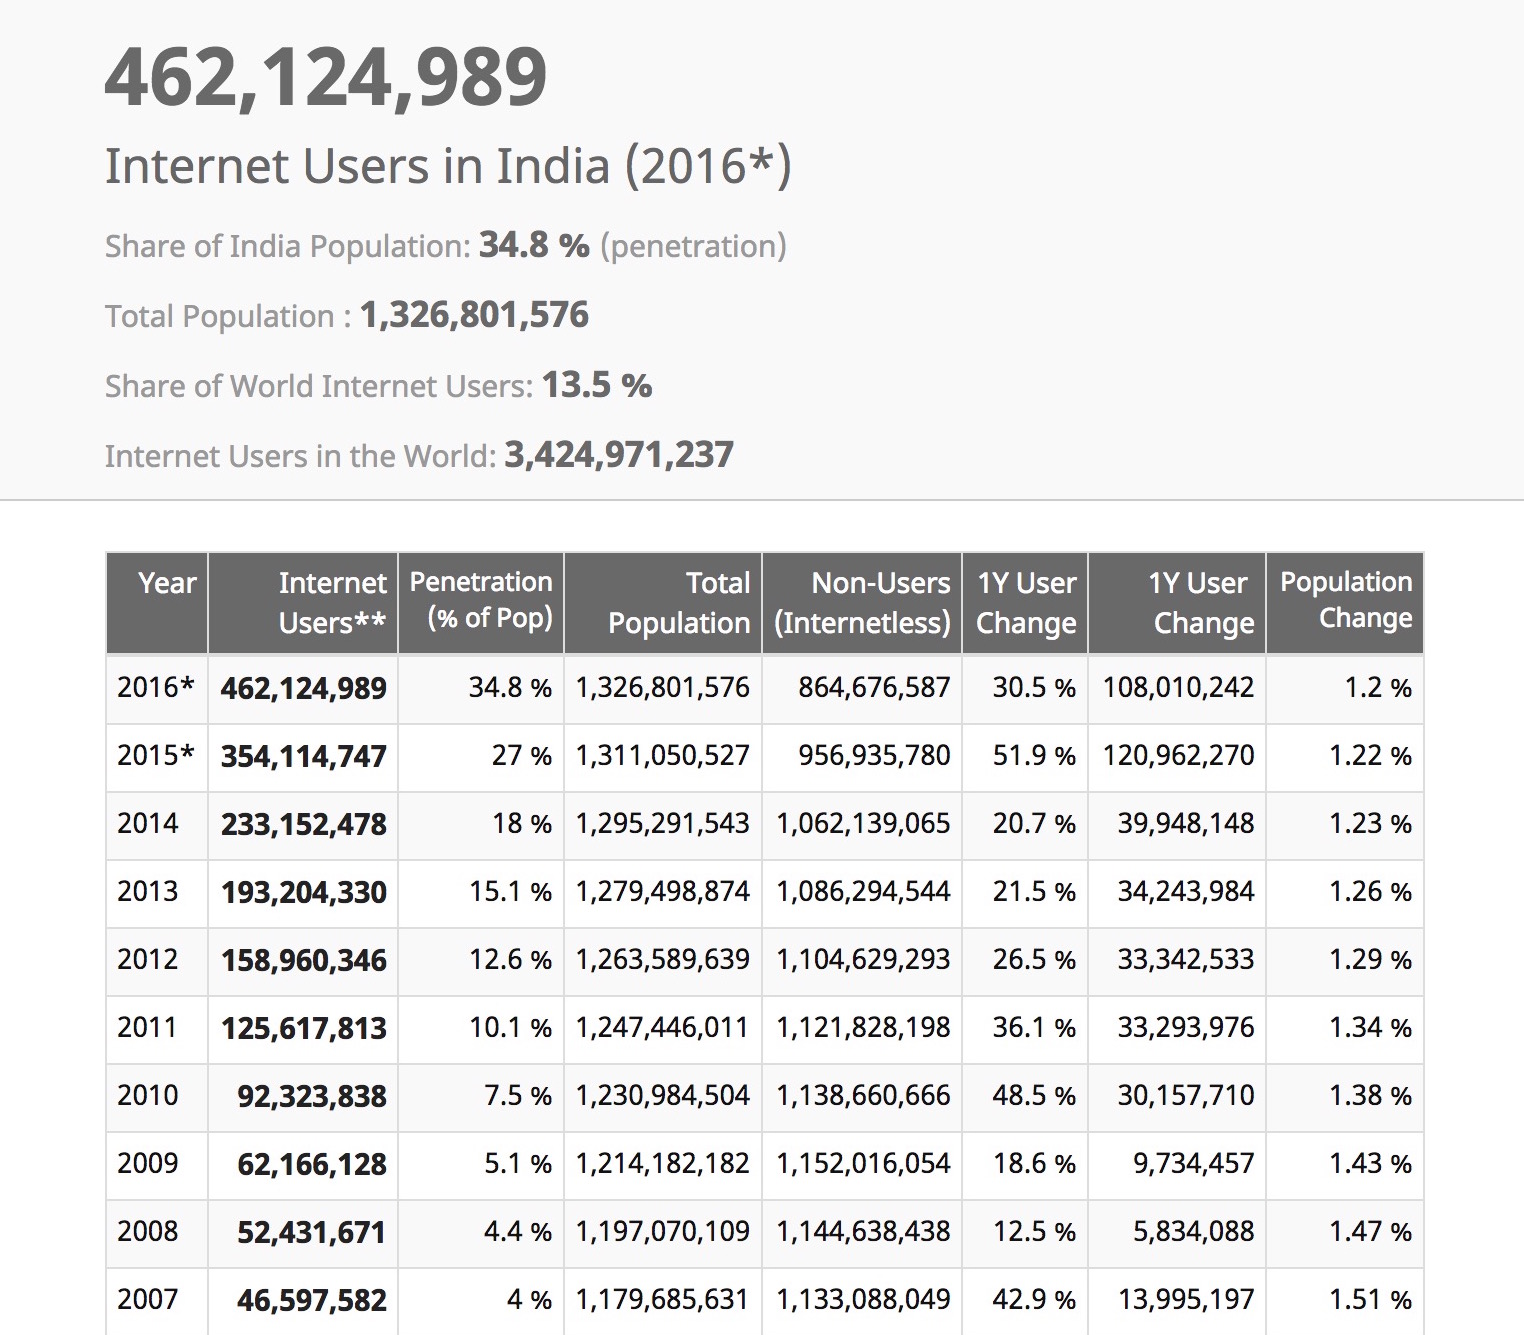 462,124,989
Internet Users in India (2016*)
Share of India Population: 34.8 % (penetration)
Total Population : 1,326,801,576
Share of World Internet Users: 13.5 %
Internet Users in the World: 3,424,971,237
Year Internet Users** Penetration (% of Pop) Total Population Non-Users (Internetless) 1Y User Change 1Y User Change Population Change
2016* 462,124,989 34.8 % 1,326,801,576 864,676,587 30.5 % 108,010,242 1.2 %
2015* 354,114,747 27 % 1,311,050,527 956,935,780 51.9 % 120,962,270 1.22 %
2014 233,152,478 18 % 1,295,291,543 1,062,139,065 20.7 % 39,948,148 1.23 %
2013 193,204,330 15.1 % 1,279,498,874 1,086,294,544 21.5 % 34,243,984 1.26 %
2012 158,960,346 12.6 % 1,263,589,639 1,104,629,293 26.5 % 33,342,533 1.29 %
2011 125,617,813 10.1 % 1,247,446,011 1,121,828,198 36.1 % 33,293,976 1.34 %
2010 92,323,838 7.5 % 1,230,984,504 1,138,660,666 48.5 % 30,157,710 1.38 %
2009 62,166,128 5.1 % 1,214,182,182 1,152,016,054 18.6 % 9,734,457 1.43 %
2008 52,431,671 4.4 % 1,197,070,109 1,144,638,438 12.5 % 5,834,088 1.47 %
2007 46,597,582 4 % 1,179,685,631 1,133,088,049 42.9 % 13,995,197 1.51 %